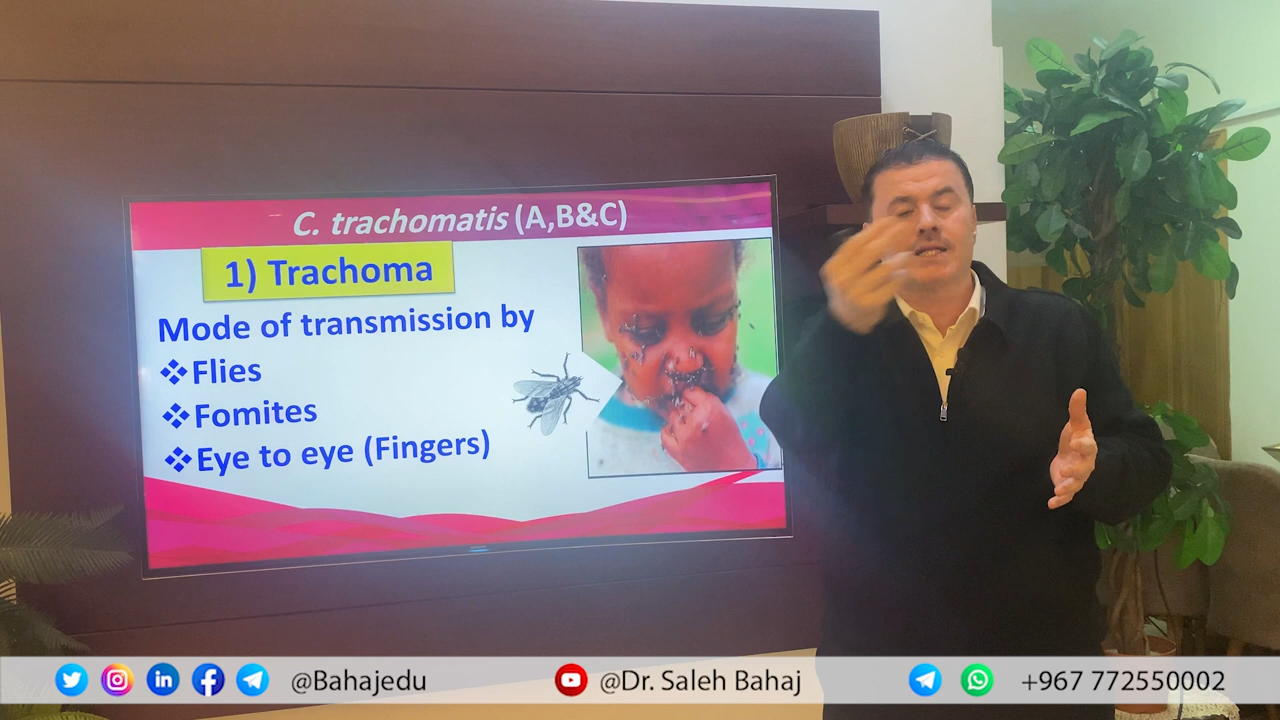 C. trachomatis (A,B&C)
1) Trachoma
Mode of transmission by
❖Flies
❖Fomites
❖Eye to eye (Fingers)
@Bahajedu
@Dr. Saleh Bahaj
+967 772550002